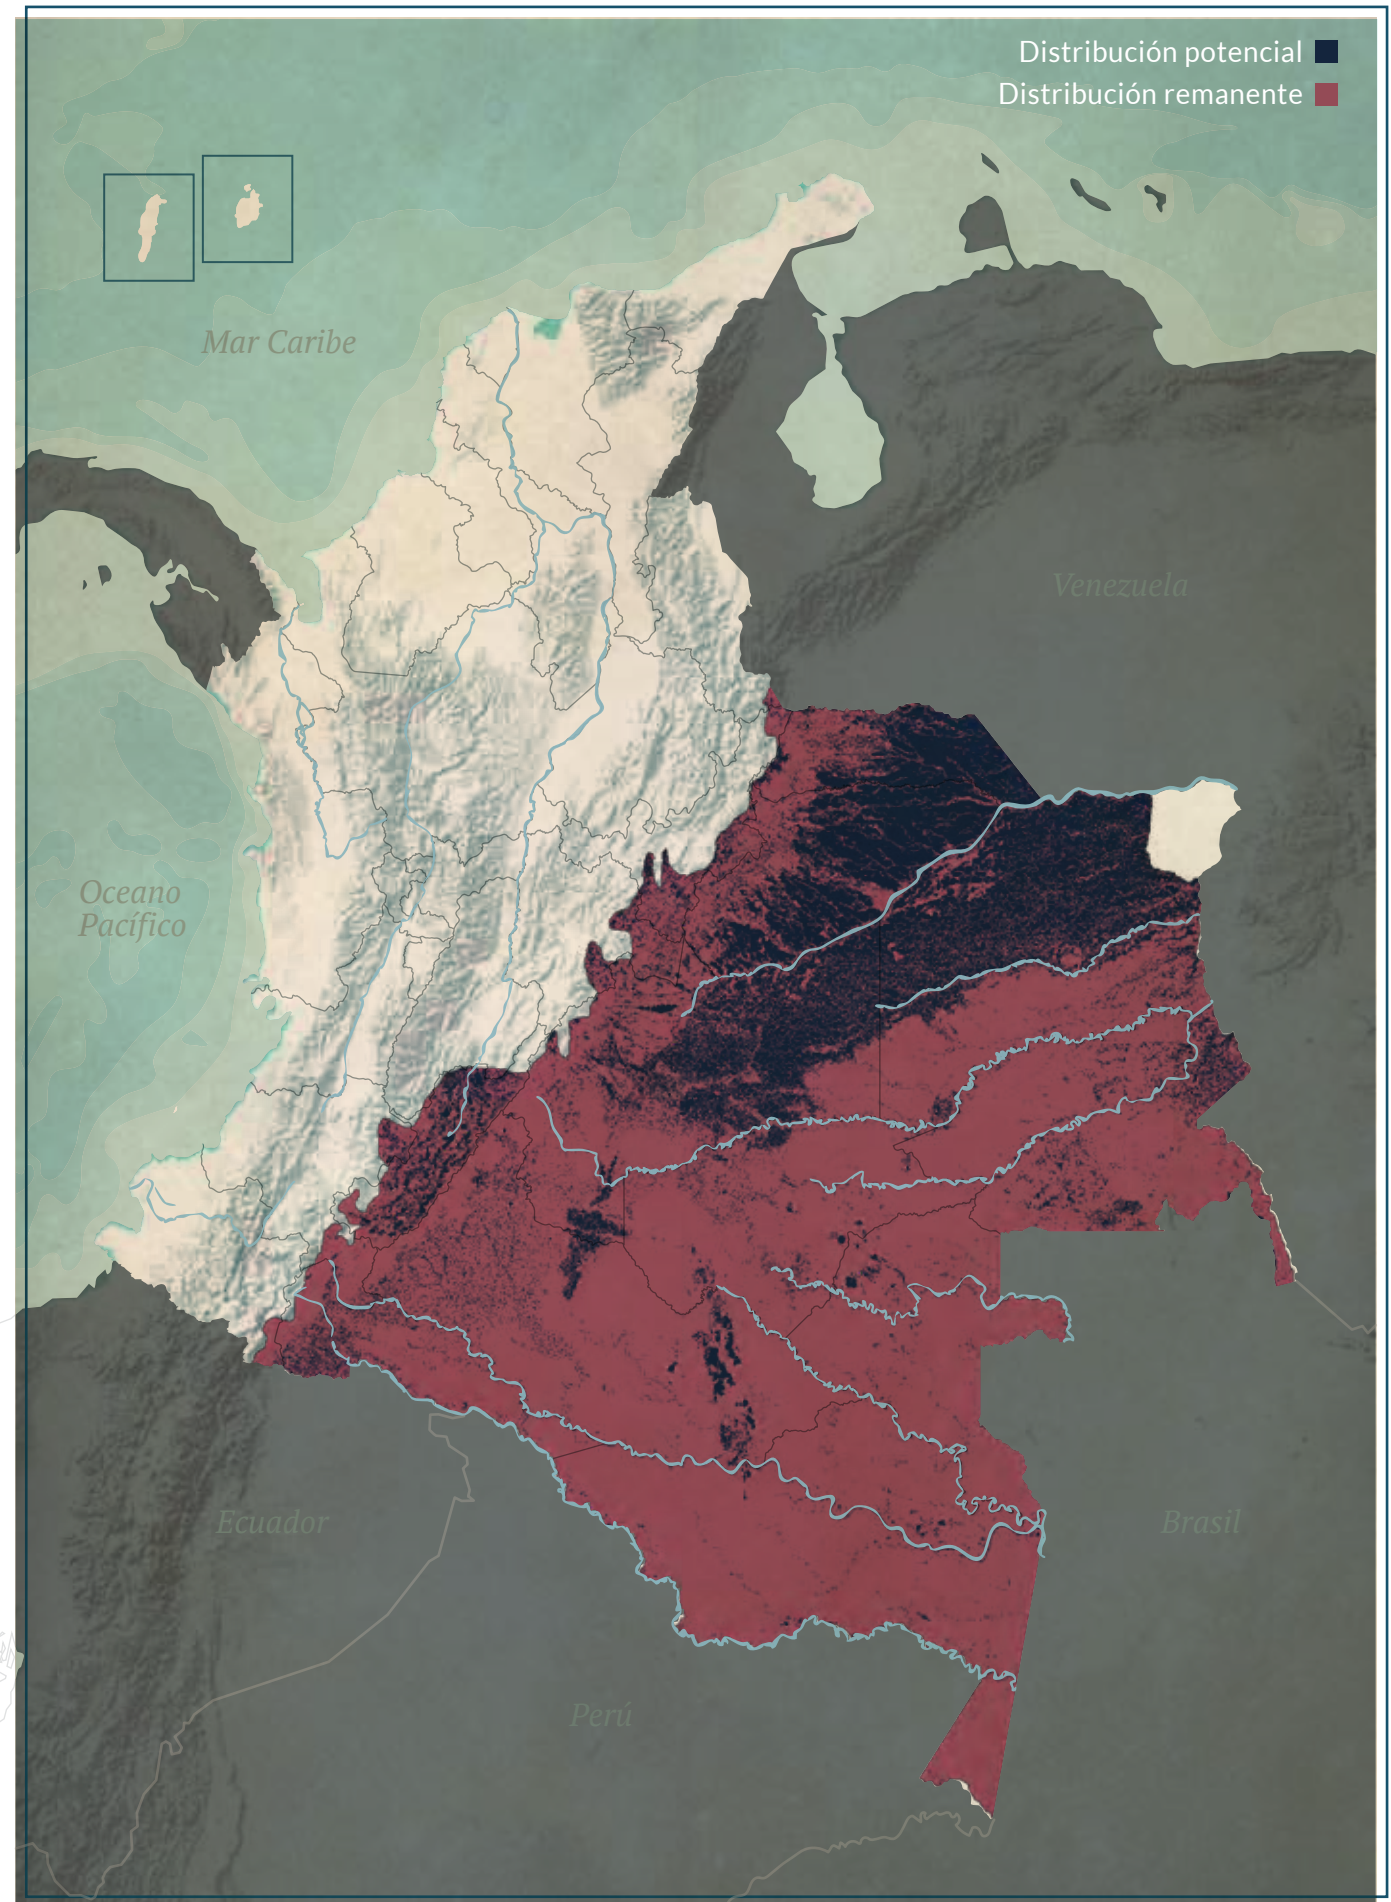 Distribución potencial
Distribución remanente
Mar Caribe
Venezuela
Oceano
Pacífico
Ecuador
Brasil
Perú